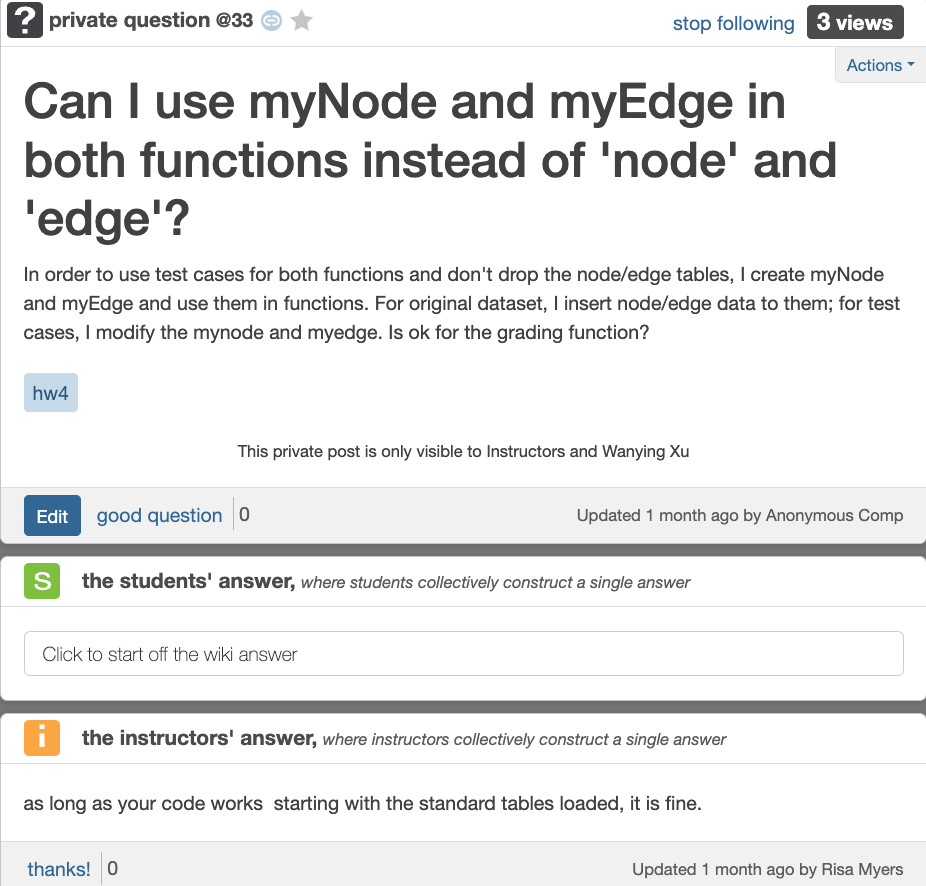 ? private question @33
stop following 3 views
Actions
Can I use myNode and myEdge in
both functions instead of 'node' and
'edge'?
In order to use test cases for both functions and don't drop the node/edge tables, I create myNode
and myEdge and use them in functions. For original dataset, I insert node/edge data to them; for test
cases, I modify the mynode and myedge. Is ok for the grading function?
hw4
This private post is only visible to Instructors and Wanying Xu
Edit good question 0 Updated 1 month ago by Anonymous Comp
S the students' answer, where students collectively construct a single answer
Click to start off the wiki answer
i the instructors' answer, where instructors collectively construct a single answer
as long as your code works  starting with the standard tables loaded, it is fine.
thanks! 0 Updated 1 month ago by Risa Myers